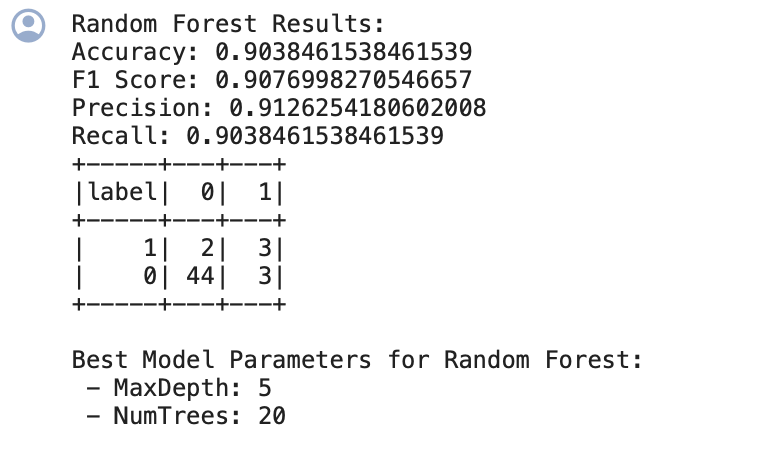 Random Forest Results:
Accuracy: 0.9038461538461539
F1 Score: 0.9076998270546657
Precision: 0.9126254180602008
Recall: 0.9038461538461539
+-----+---+---+
|label|  0|  1|
+-----+---+---+
|    1|  2|  3|
|    0| 44|  3|
+-----+---+---+

Best Model Parameters for Random Forest:
 - MaxDepth: 5
 - NumTrees: 20